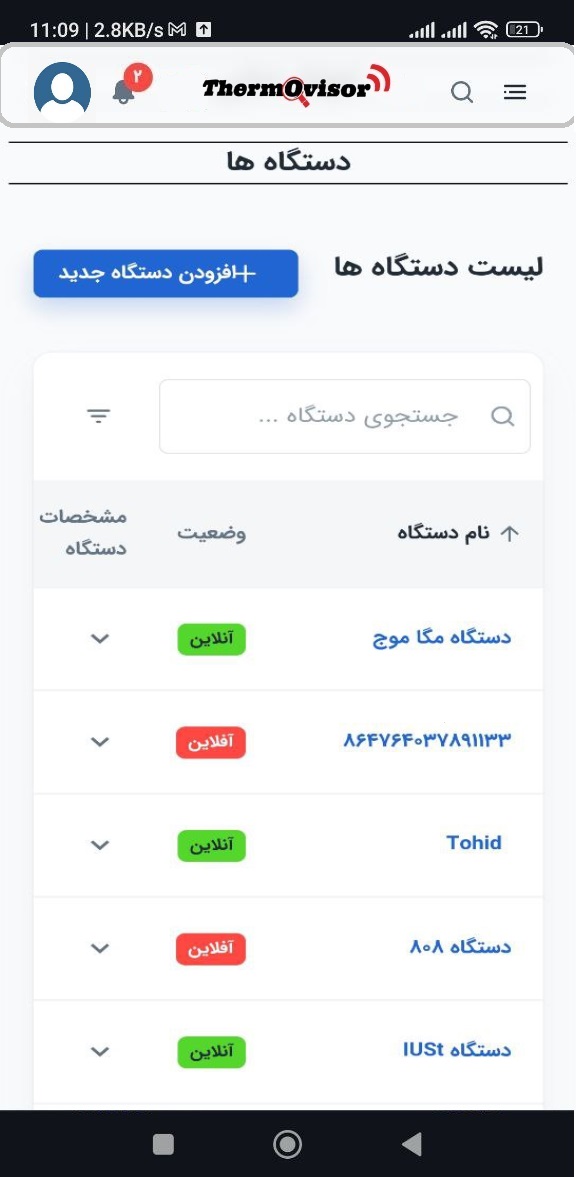 11:09 | 2.8KB/s
21
۲
ThermOvisor
دستگاه ها
لیست دستگاه ها
افزودن دستگاه جدید
جستجوی دستگاه ...
نام دستگاه
وضعیت
مشخصات دستگاه
دستگاه مگا موج
آنلاین
۸۶۴۷۶۴۰۳۷۸۹۱۱۳۳
آفلاین
Tohid
آنلاین
دستگاه ۸۰۸
آفلاین
دستگاه IUSt
آنلاین